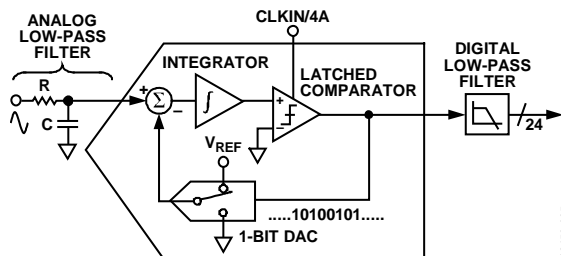 CLKIN/4A
ANALOG
LOW-PASS
FILTER
R
C
INTEGRATOR
∫
LATCHED
COMPARATOR
DIGITAL
LOW-PASS
FILTER
+
Σ
–
+
–
24
VREF
.....10100101.....
1-BIT DAC